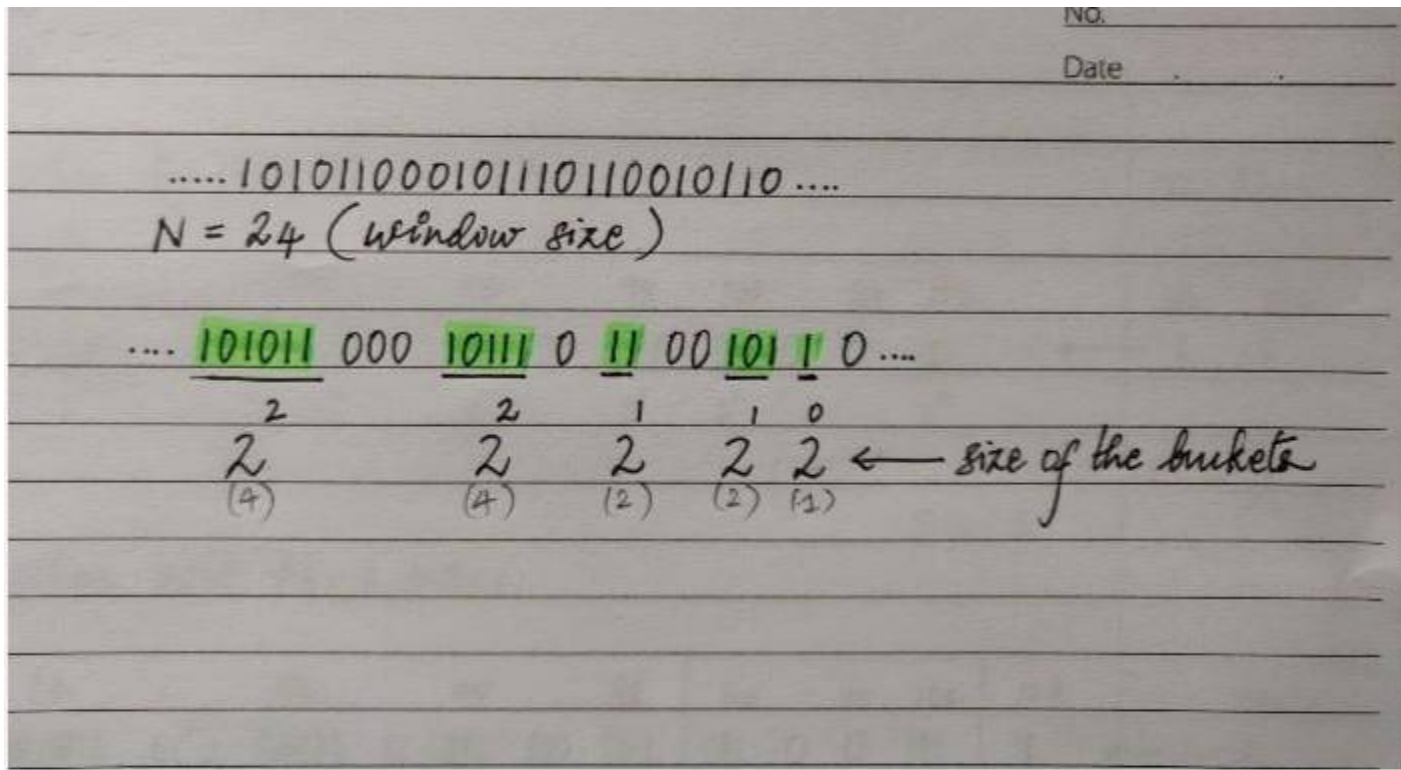 No.
Date . .
.....101011000101110110010110....
N = 24 (window size)
.... 101011 000 10111 0 11 00 101 1 0 ....
2 2 1 1 0
2 2 2 2 2 ← size of the buckets
(4) (4) (2) (2) (1)